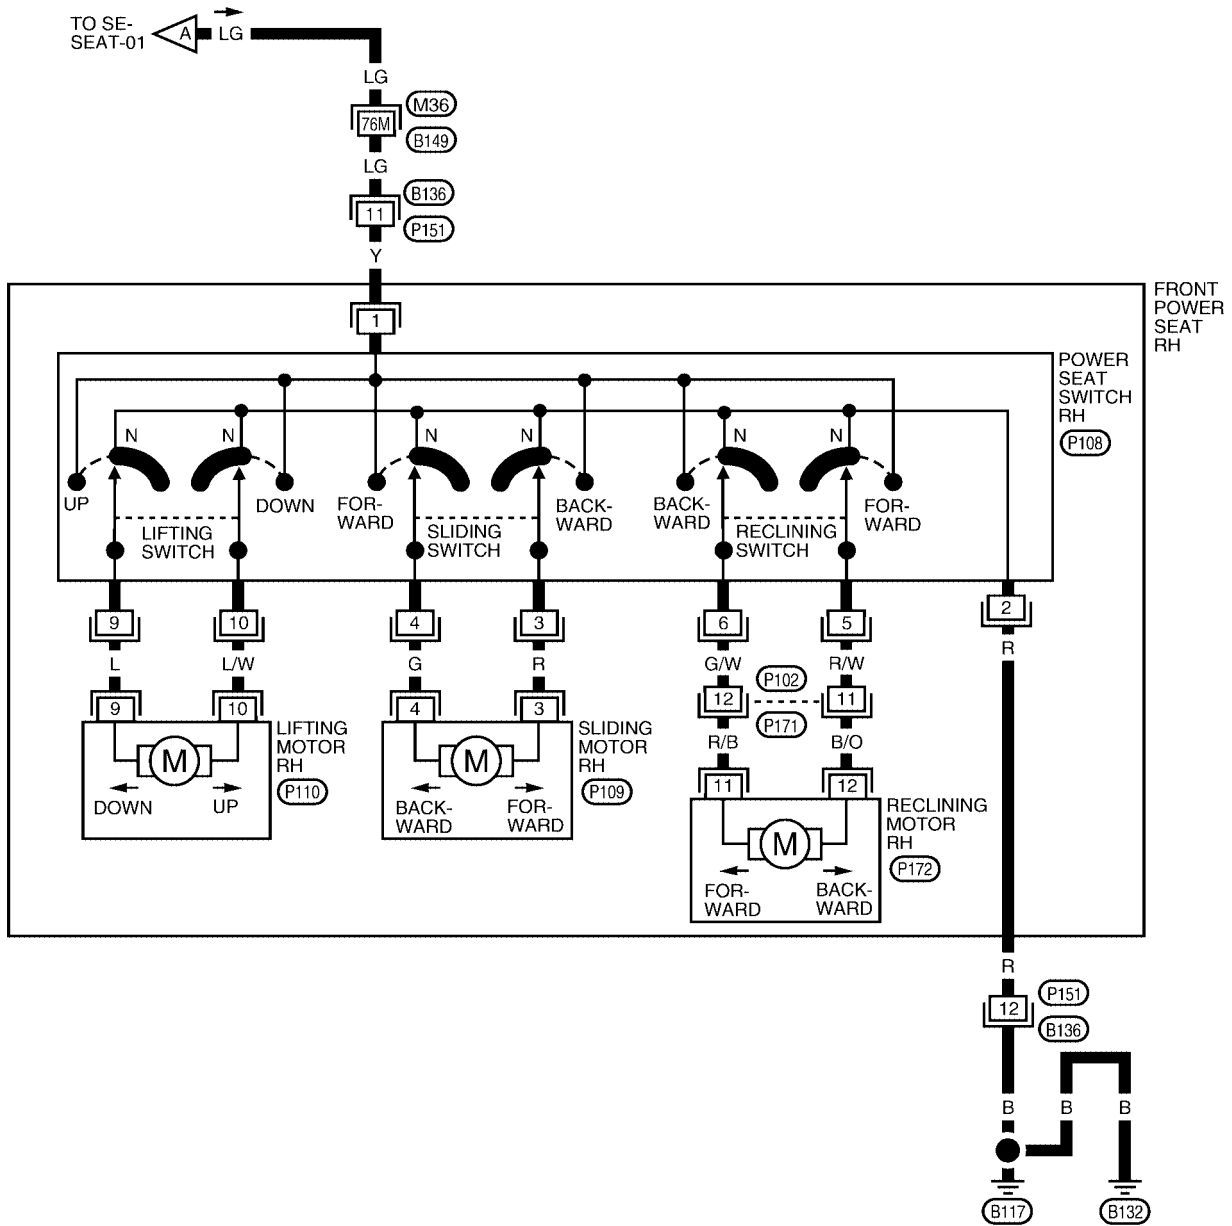 TO SE-
SEAT-01
A
LG
LG
76M
M36
B149
LG
11
B136
P151
Y
FRONT
POWER
SEAT
RH
1
POWER
SEAT
SWITCH
RH
P108
N
N
N
N
N
N
UP
DOWN
FOR-
WARD
BACK-
WARD
BACK-
WARD
FOR-
WARD
LIFTING
SWITCH
SLIDING
SWITCH
RECLINING
SWITCH
9
10
4
3
6
5
2
L
L/W
G
R
G/W
R/W
R
12
P102
P171
11
9
10
4
3
R/B
B/O
LIFTING
MOTOR
RH
P110
M
DOWN
UP
SLIDING
MOTOR
RH
P109
M
BACK-
WARD
FOR-
WARD
11
12
RECLINING
MOTOR
RH
P172
M
FOR-
WARD
BACK-
WARD
R
12
P151
B136
B
B
B
B117
B132